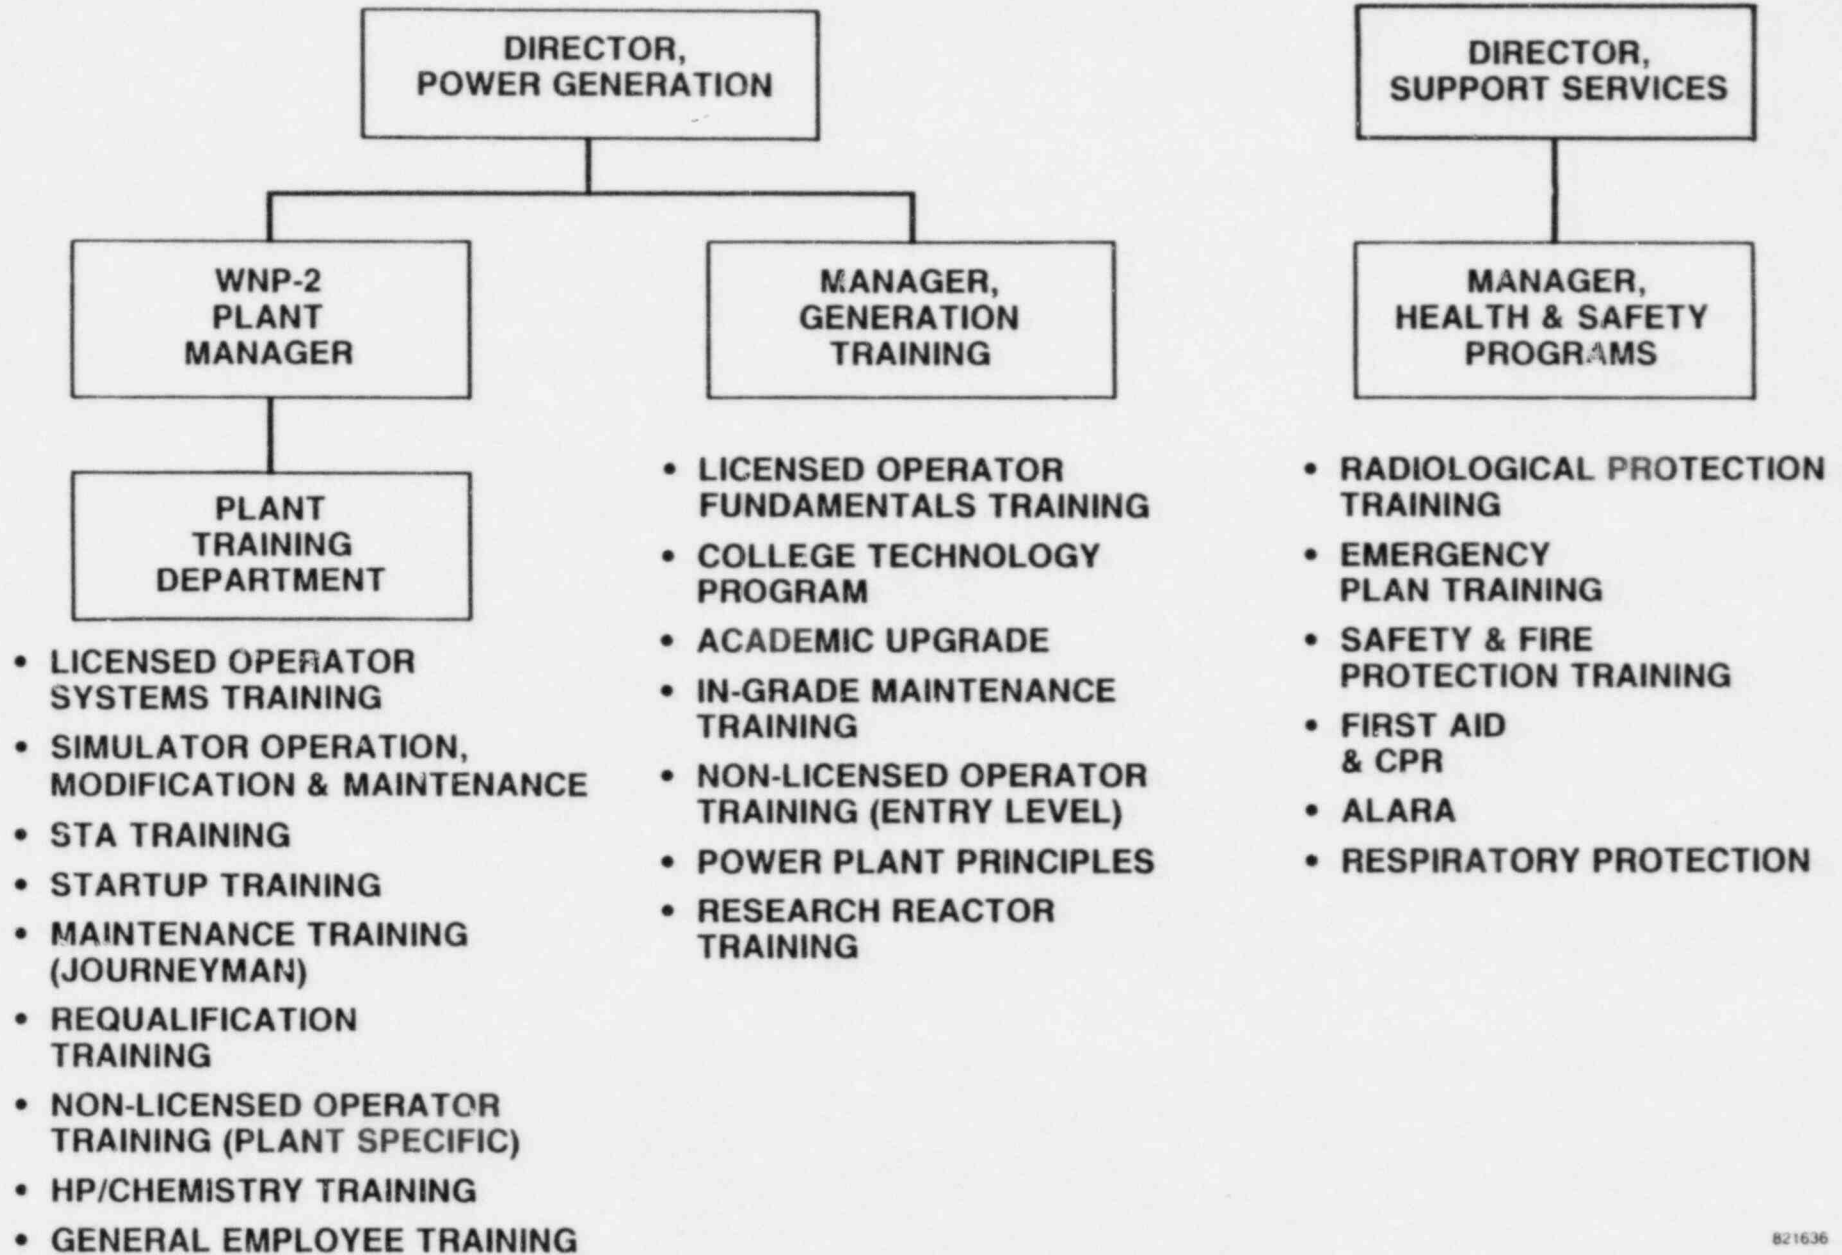 DIRECTOR,
POWER GENERATION
DIRECTOR,
SUPPORT SERVICES
WNP-2
PLANT
MANAGER
MANAGER,
GENERATION
TRAINING
MANAGER,
HEALTH & SAFETY
PROGRAMS
PLANT
TRAINING
DEPARTMENT
• LICENSED OPERATOR
SYSTEMS TRAINING
• SIMULATOR OPERATION,
MODIFICATION & MAINTENANCE
• STA TRAINING
• STARTUP TRAINING
• MAINTENANCE TRAINING
(JOURNEYMAN)
• REQUALIFICATION
TRAINING
• NON-LICENSED OPERATOR
TRAINING (PLANT SPECIFIC)
• HP/CHEMISTRY TRAINING
• GENERAL EMPLOYEE TRAINING
• LICENSED OPERATOR
FUNDAMENTALS TRAINING
• COLLEGE TECHNOLOGY
PROGRAM
• ACADEMIC UPGRADE
• IN-GRADE MAINTENANCE
TRAINING
• NON-LICENSED OPERATOR
TRAINING (ENTRY LEVEL)
• POWER PLANT PRINCIPLES
• RESEARCH REACTOR
TRAINING
• RADIOLOGICAL PROTECTION
TRAINING
• EMERGENCY
PLAN TRAINING
• SAFETY & FIRE
PROTECTION TRAINING
• FIRST AID
& CPR
• ALARA
• RESPIRATORY PROTECTION
821636